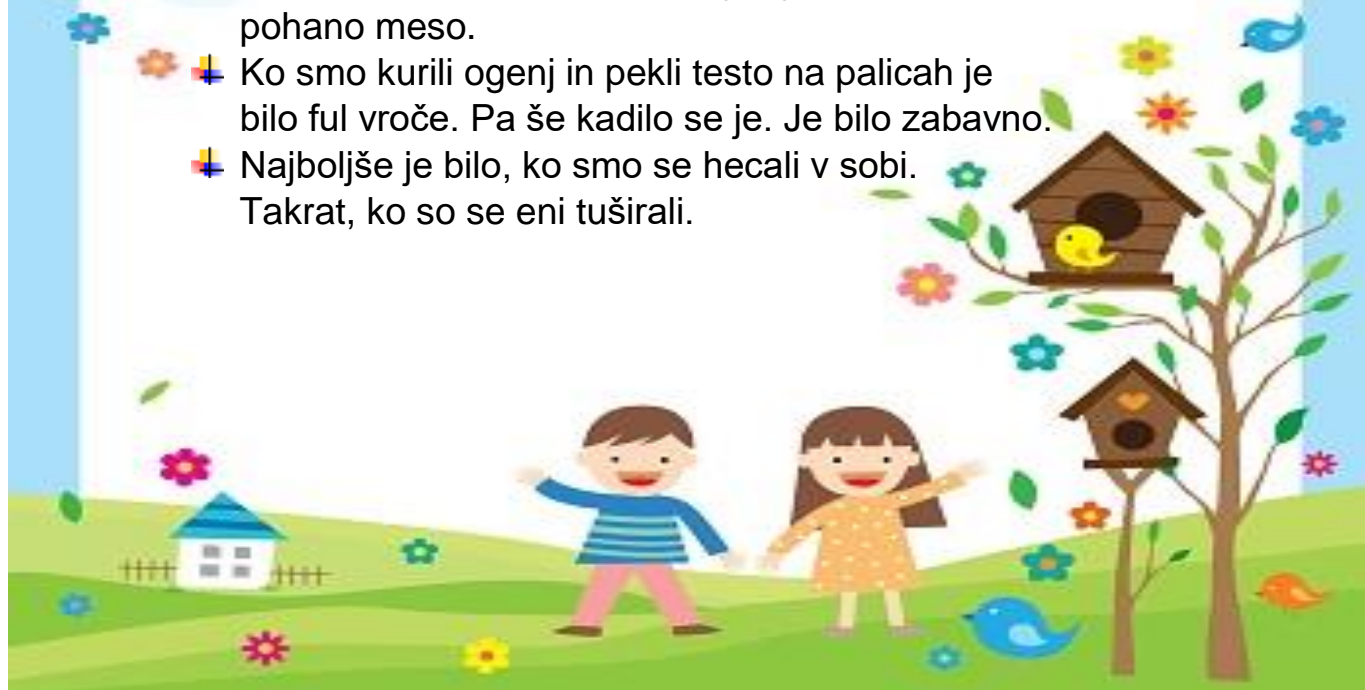 pohano meso.
Ko smo kurili ogenj in pekli testo na palicah je
bilo ful vroče. Pa še kadilo se je. Je bilo zabavno.
Najboljše je bilo, ko smo se hecali v sobi.
Takrat, ko so se eni tuširali.